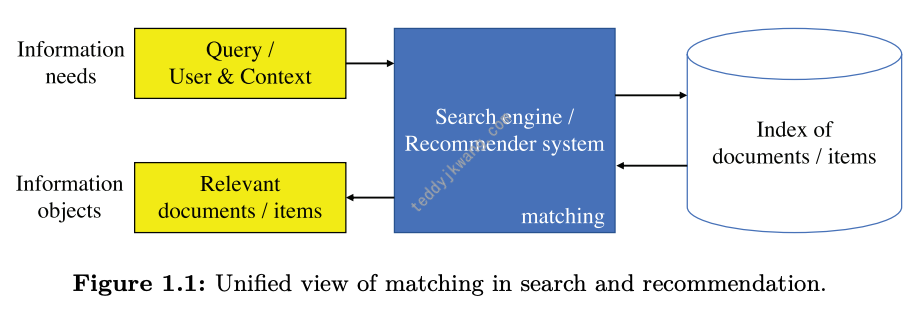 Information
needs
Query /
User & Context
Search engine /
Recommender system
matching
Index of
documents / items
Information
objects
Relevant
documents / items
teddyjkwang.com
Figure 1.1: Unified view of matching in search and recommendation.